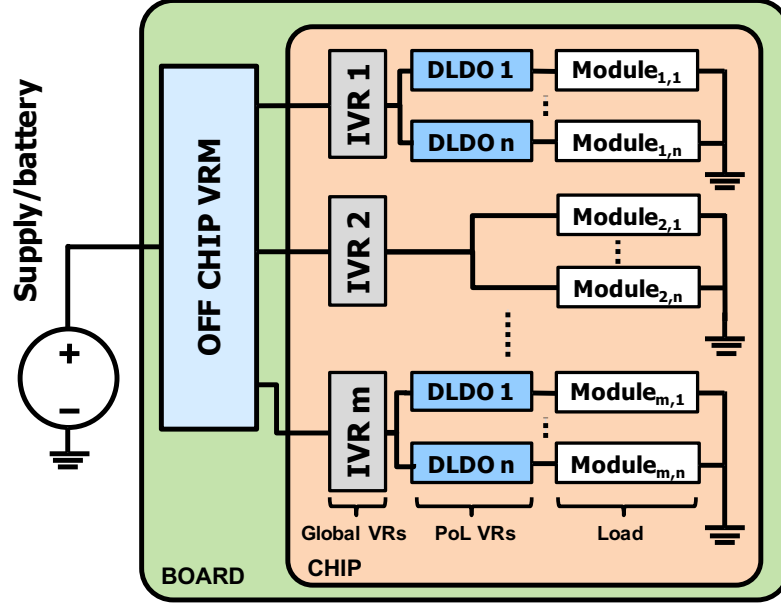 Supply/battery
OFF CHIP VRM
IVR 1
DLDO 1
Module1,1
DLDO n
Module1,n
IVR 2
Module2,1
Module2,n
IVR m
DLDO 1
Modulem,1
DLDO n
Modulem,n
Global VRs
PoL VRs
Load
BOARD
CHIP